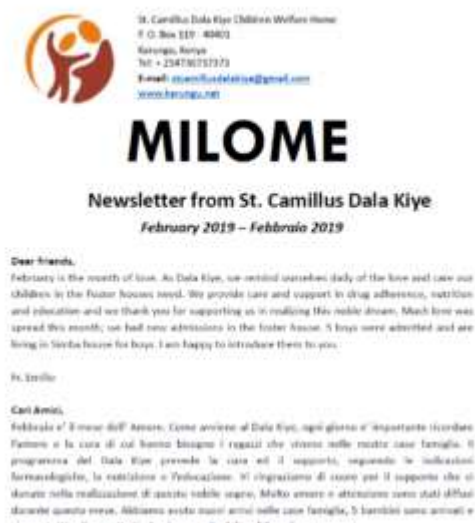 St. Camillus Dala Kiye Children Welfare Home
P. O. Box 119 - 40401
Karungu, Kenya
Tel: + 254730737373
E-mail: stcamillusdalakiye@gmail.com
www.karungu.net
MILOME
Newsletter from St. Camillus Dala Kiye
February 2019 – Febbraio 2019
Dear friends,
February is the month of love. As Dala Kiye, we remind ourselves daily of the love and care our
children in the foster houses need. We provide care and support in drug adherence, nutrition
and education and we thank you for supporting us in realizing this noble dream. Much love was
spread this month; we had new admissions in the foster house. 5 boys were admitted and are
living in Simba house for boys. I am happy to introduce them to you.
Fr. Emilio
Cari Amici,
Febbraio e' il mese dell' Amore. Come avviene al Dala Kiye, ogni giorno e' importante ricordare
l'amore e la cura di cui hanno bisogno i ragazzi che vivono nelle nostre case famiglia. Il
programma del Dala Kiye prevede la cura ed il supporto, seguendo le indicazioni
farmacologiche, la nutrizione e l'educazione. Vi ringraziamo di cuore per il supporto che ci
donate nella realizzazione di questo nobile sogno. Molto amore e attenzione sono stati diffusi
durante questo mese. Abbiamo avuto nuovi arrivi nelle case famiglia, 5 bambini sono arrivati e